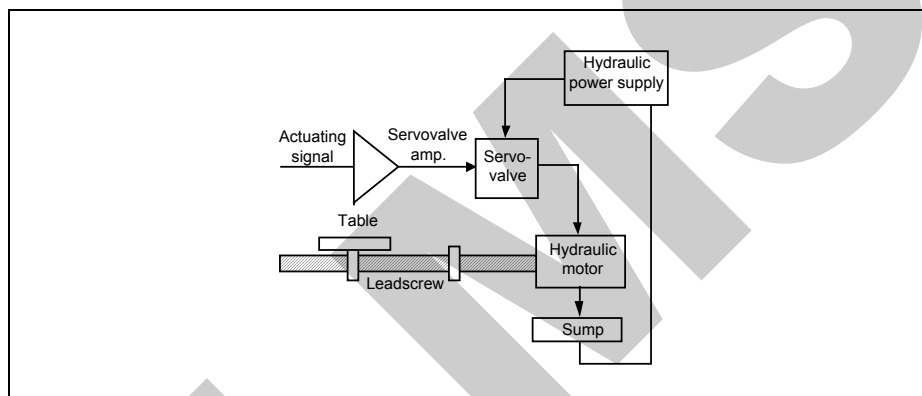 Hydraulic
power supply
Actuating
signal
Servovalve
amp.
Servo-
valve
Table
Leadscrew
Hydraulic
motor
Sump